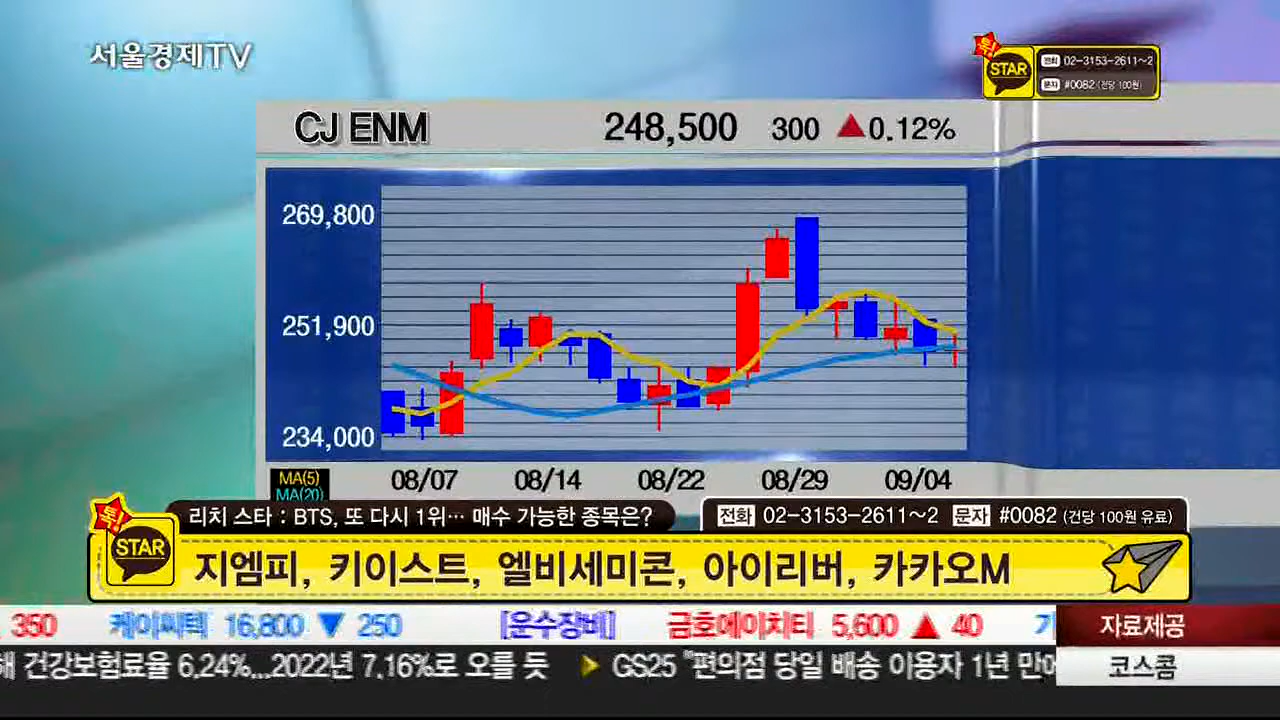 서울경제TV
톡!
STAR
전화 02-3153-2611~2
문자 #0082 (건당 100원)
CJ ENM 248,500 300 ▲0.12%
269,800
251,900
234,000
MA(5)
MA(20)
08/07 08/14 08/22 08/29 09/04
톡!
STAR
리치 스타 : BTS, 또 다시 1위… 매수 가능한 종목은?
전화 02-3153-2611~2 문자 #0082 (건당 100원 유료)
지엠피, 키이스트, 엘비세미콘, 아이리버, 카카오M
350 케이씨텍 16,800 ▼ 250 [운수장비] 금호에이치티 5,600 ▲ 40
자료제공
건강보험료율 6.24%...2022년 7.16%로 오를 듯 ▶ GS25 "편의점 당일 배송 이용자 1년 만에
코스콤